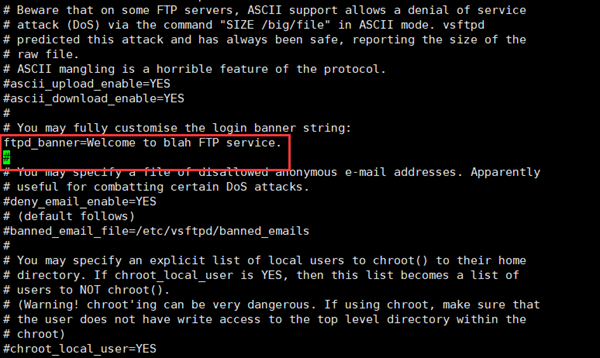 # Beware that on some FTP servers, ASCII support allows a denial of service
# attack (DoS) via the command "SIZE /big/file" in ASCII mode. vsftpd
# predicted this attack and has always been safe, reporting the size of the
# raw file.
# ASCII mangling is a horrible feature of the protocol.
#ascii_upload_enable=YES
#ascii_download_enable=YES
#
# You may fully customise the login banner string:
ftpd_banner=Welcome to blah FTP service.
#
# You may specify a file of disallowed anonymous e-mail addresses. Apparently
# useful for combatting certain DoS attacks.
#deny_email_enable=YES
# (default follows)
#banned_email_file=/etc/vsftpd/banned_emails
#
# You may specify an explicit list of local users to chroot() to their home
# directory. If chroot_local_user is YES, then this list becomes a list of
# users to NOT chroot().
# (Warning! chroot'ing can be very dangerous. If using chroot, make sure that
# the user does not have write access to the top level directory within the
# chroot)
#chroot_local_user=YES